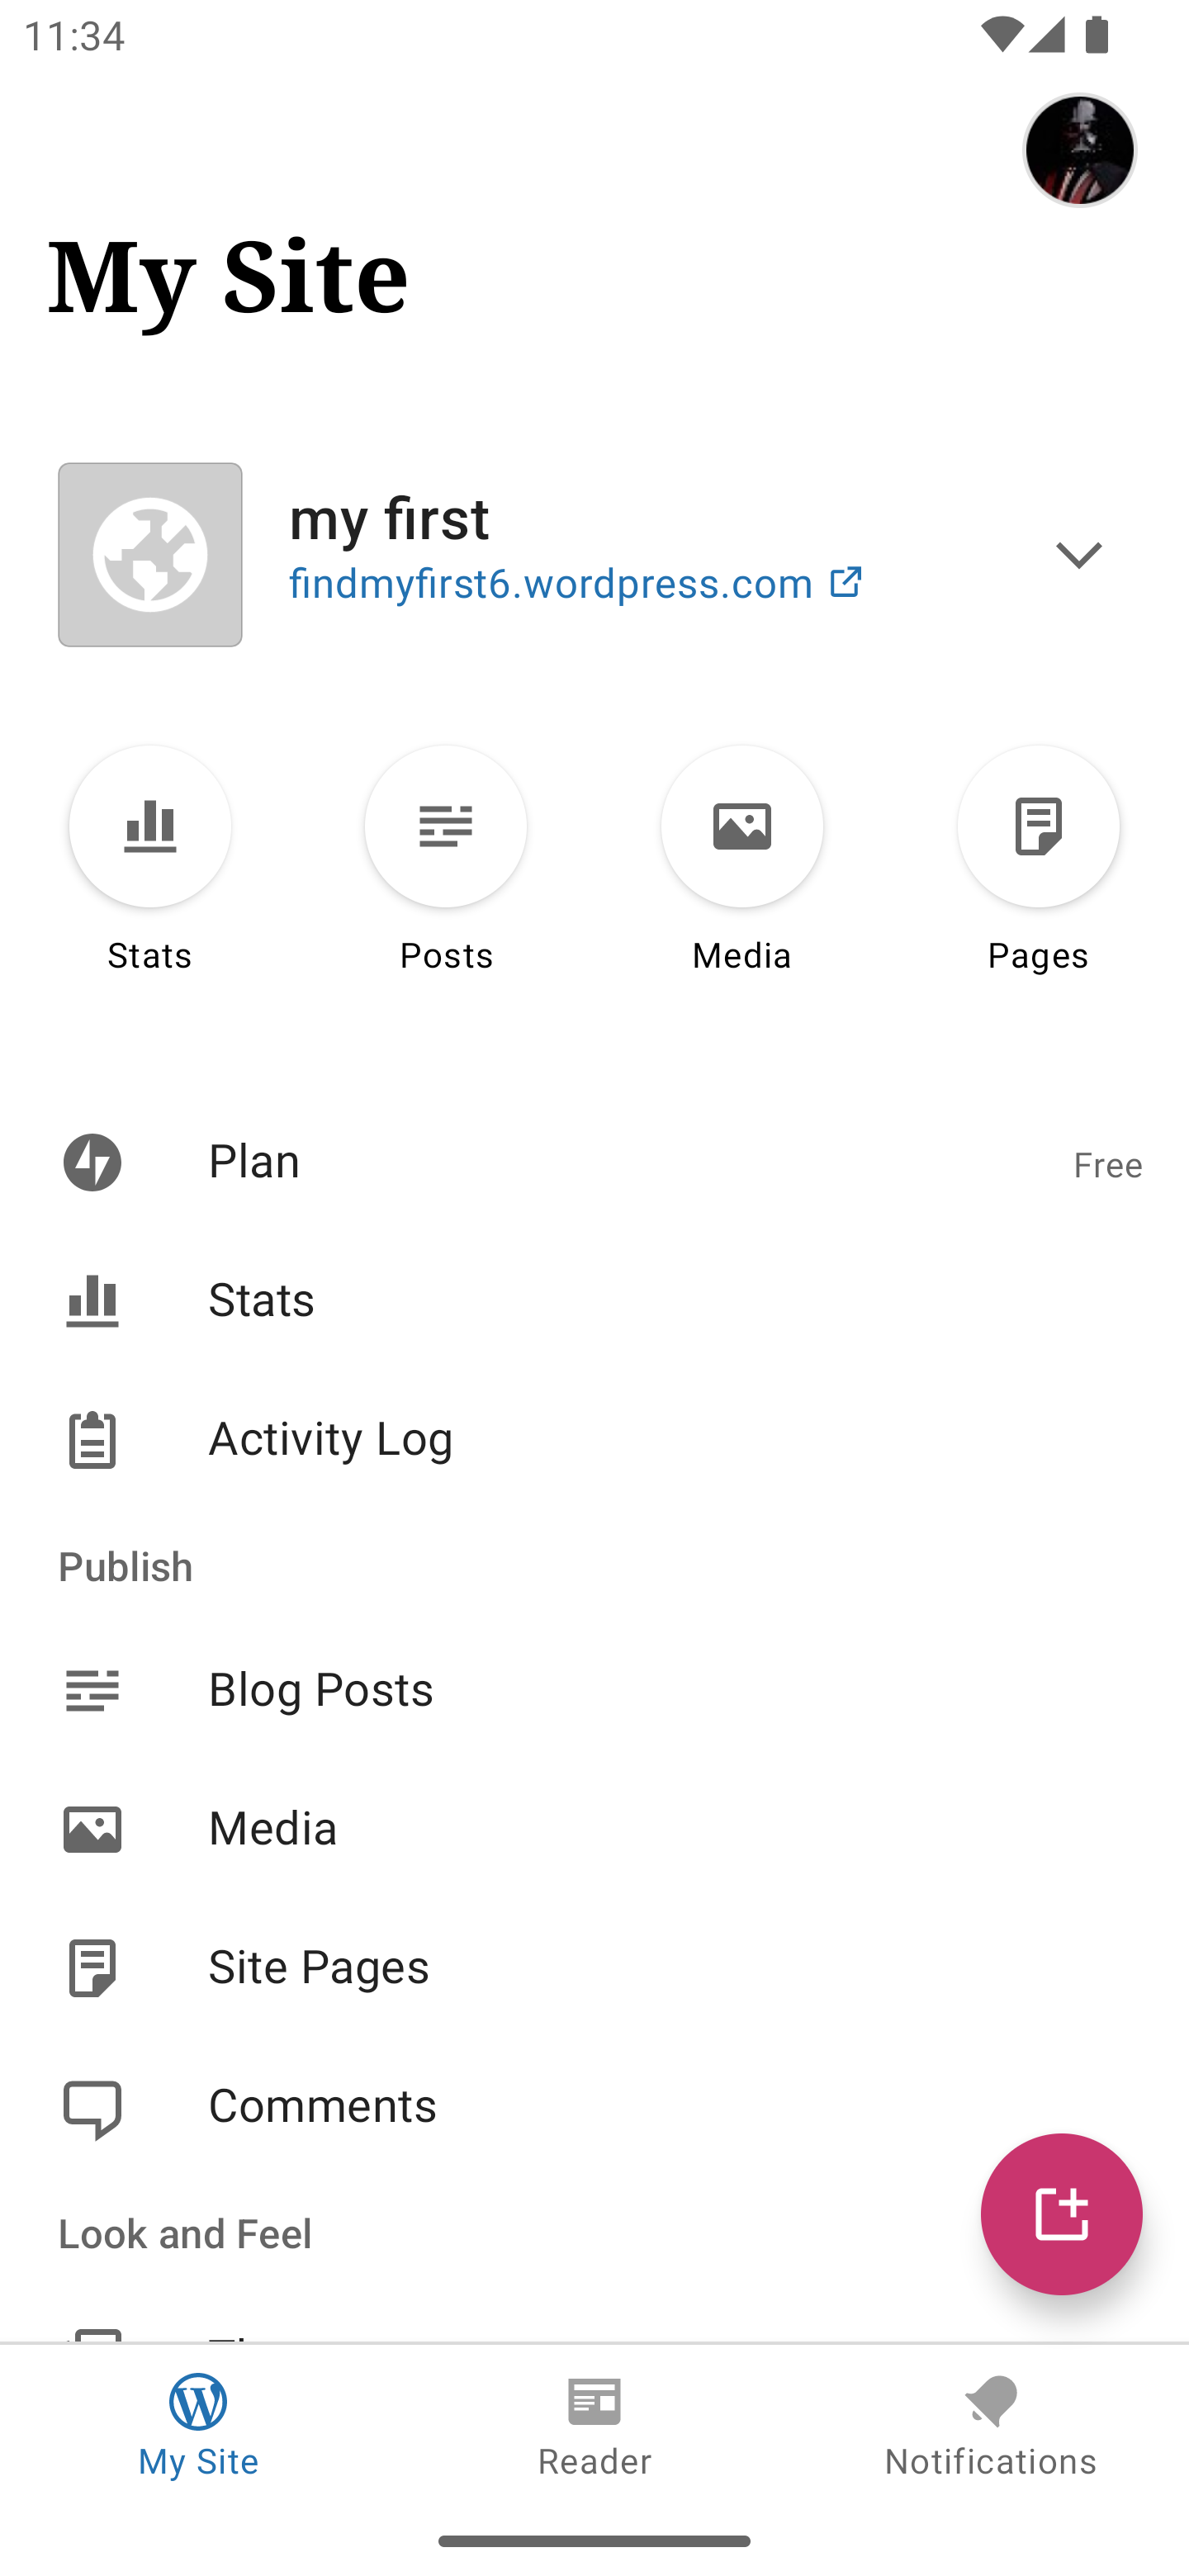 11:34
My Site
my first
findmyfirst6.wordpress.com
Stats
Posts
Media
Pages
Plan
Free
Stats
Activity Log
Publish
Blog Posts
Media
Site Pages
Comments
Look and Feel
My Site
Reader
Notifications